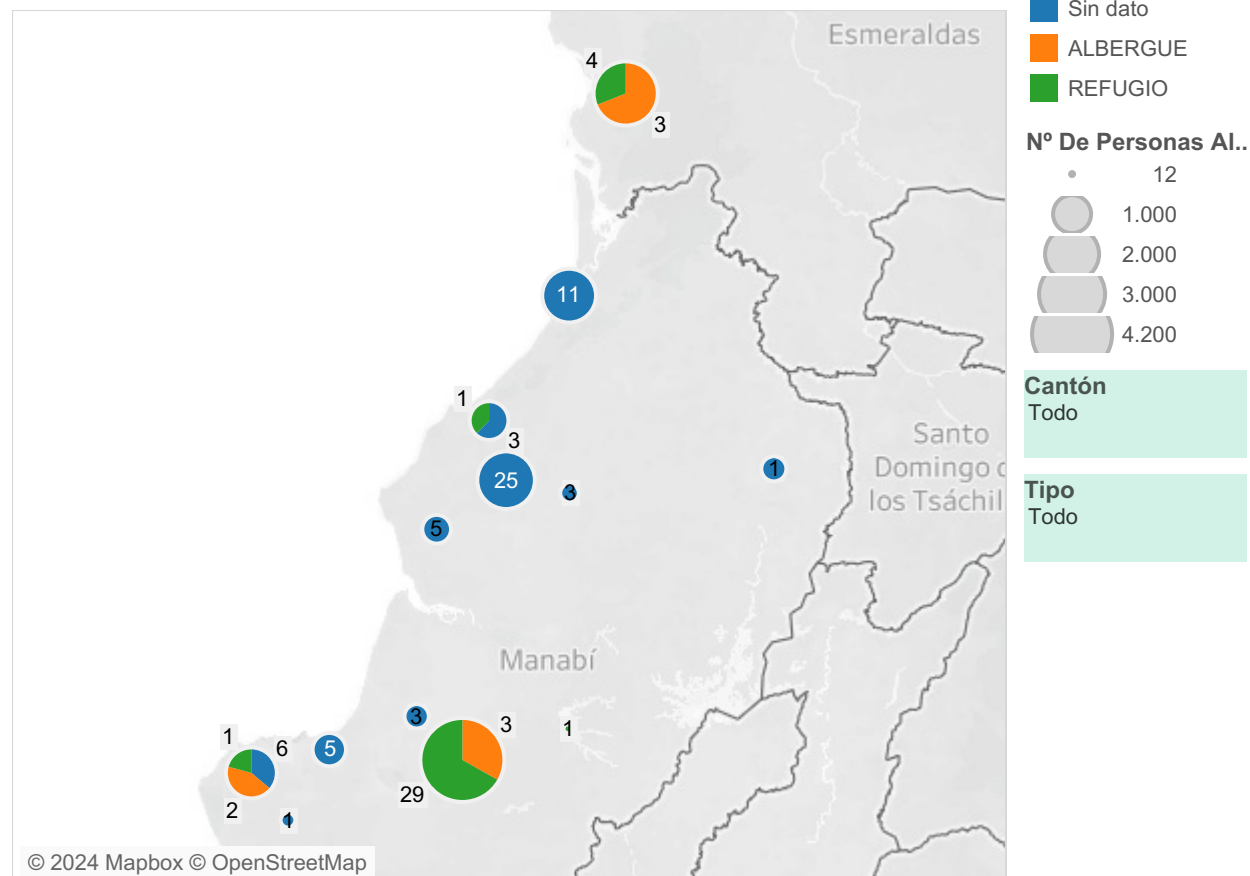 Sin dato
ALBERGUE
REFUGIO
Nº De Personas Al..
12
1.000
2.000
3.000
4.200
Cantón
Todo
Tipo
Todo
Esmeraldas
4
3
11
1
3
25
3
1
5
Santo
Domingo d
los Tsáchil
Manabí
3
3
1
29
1
6
5
2
1
© 2024 Mapbox © OpenStreetMap